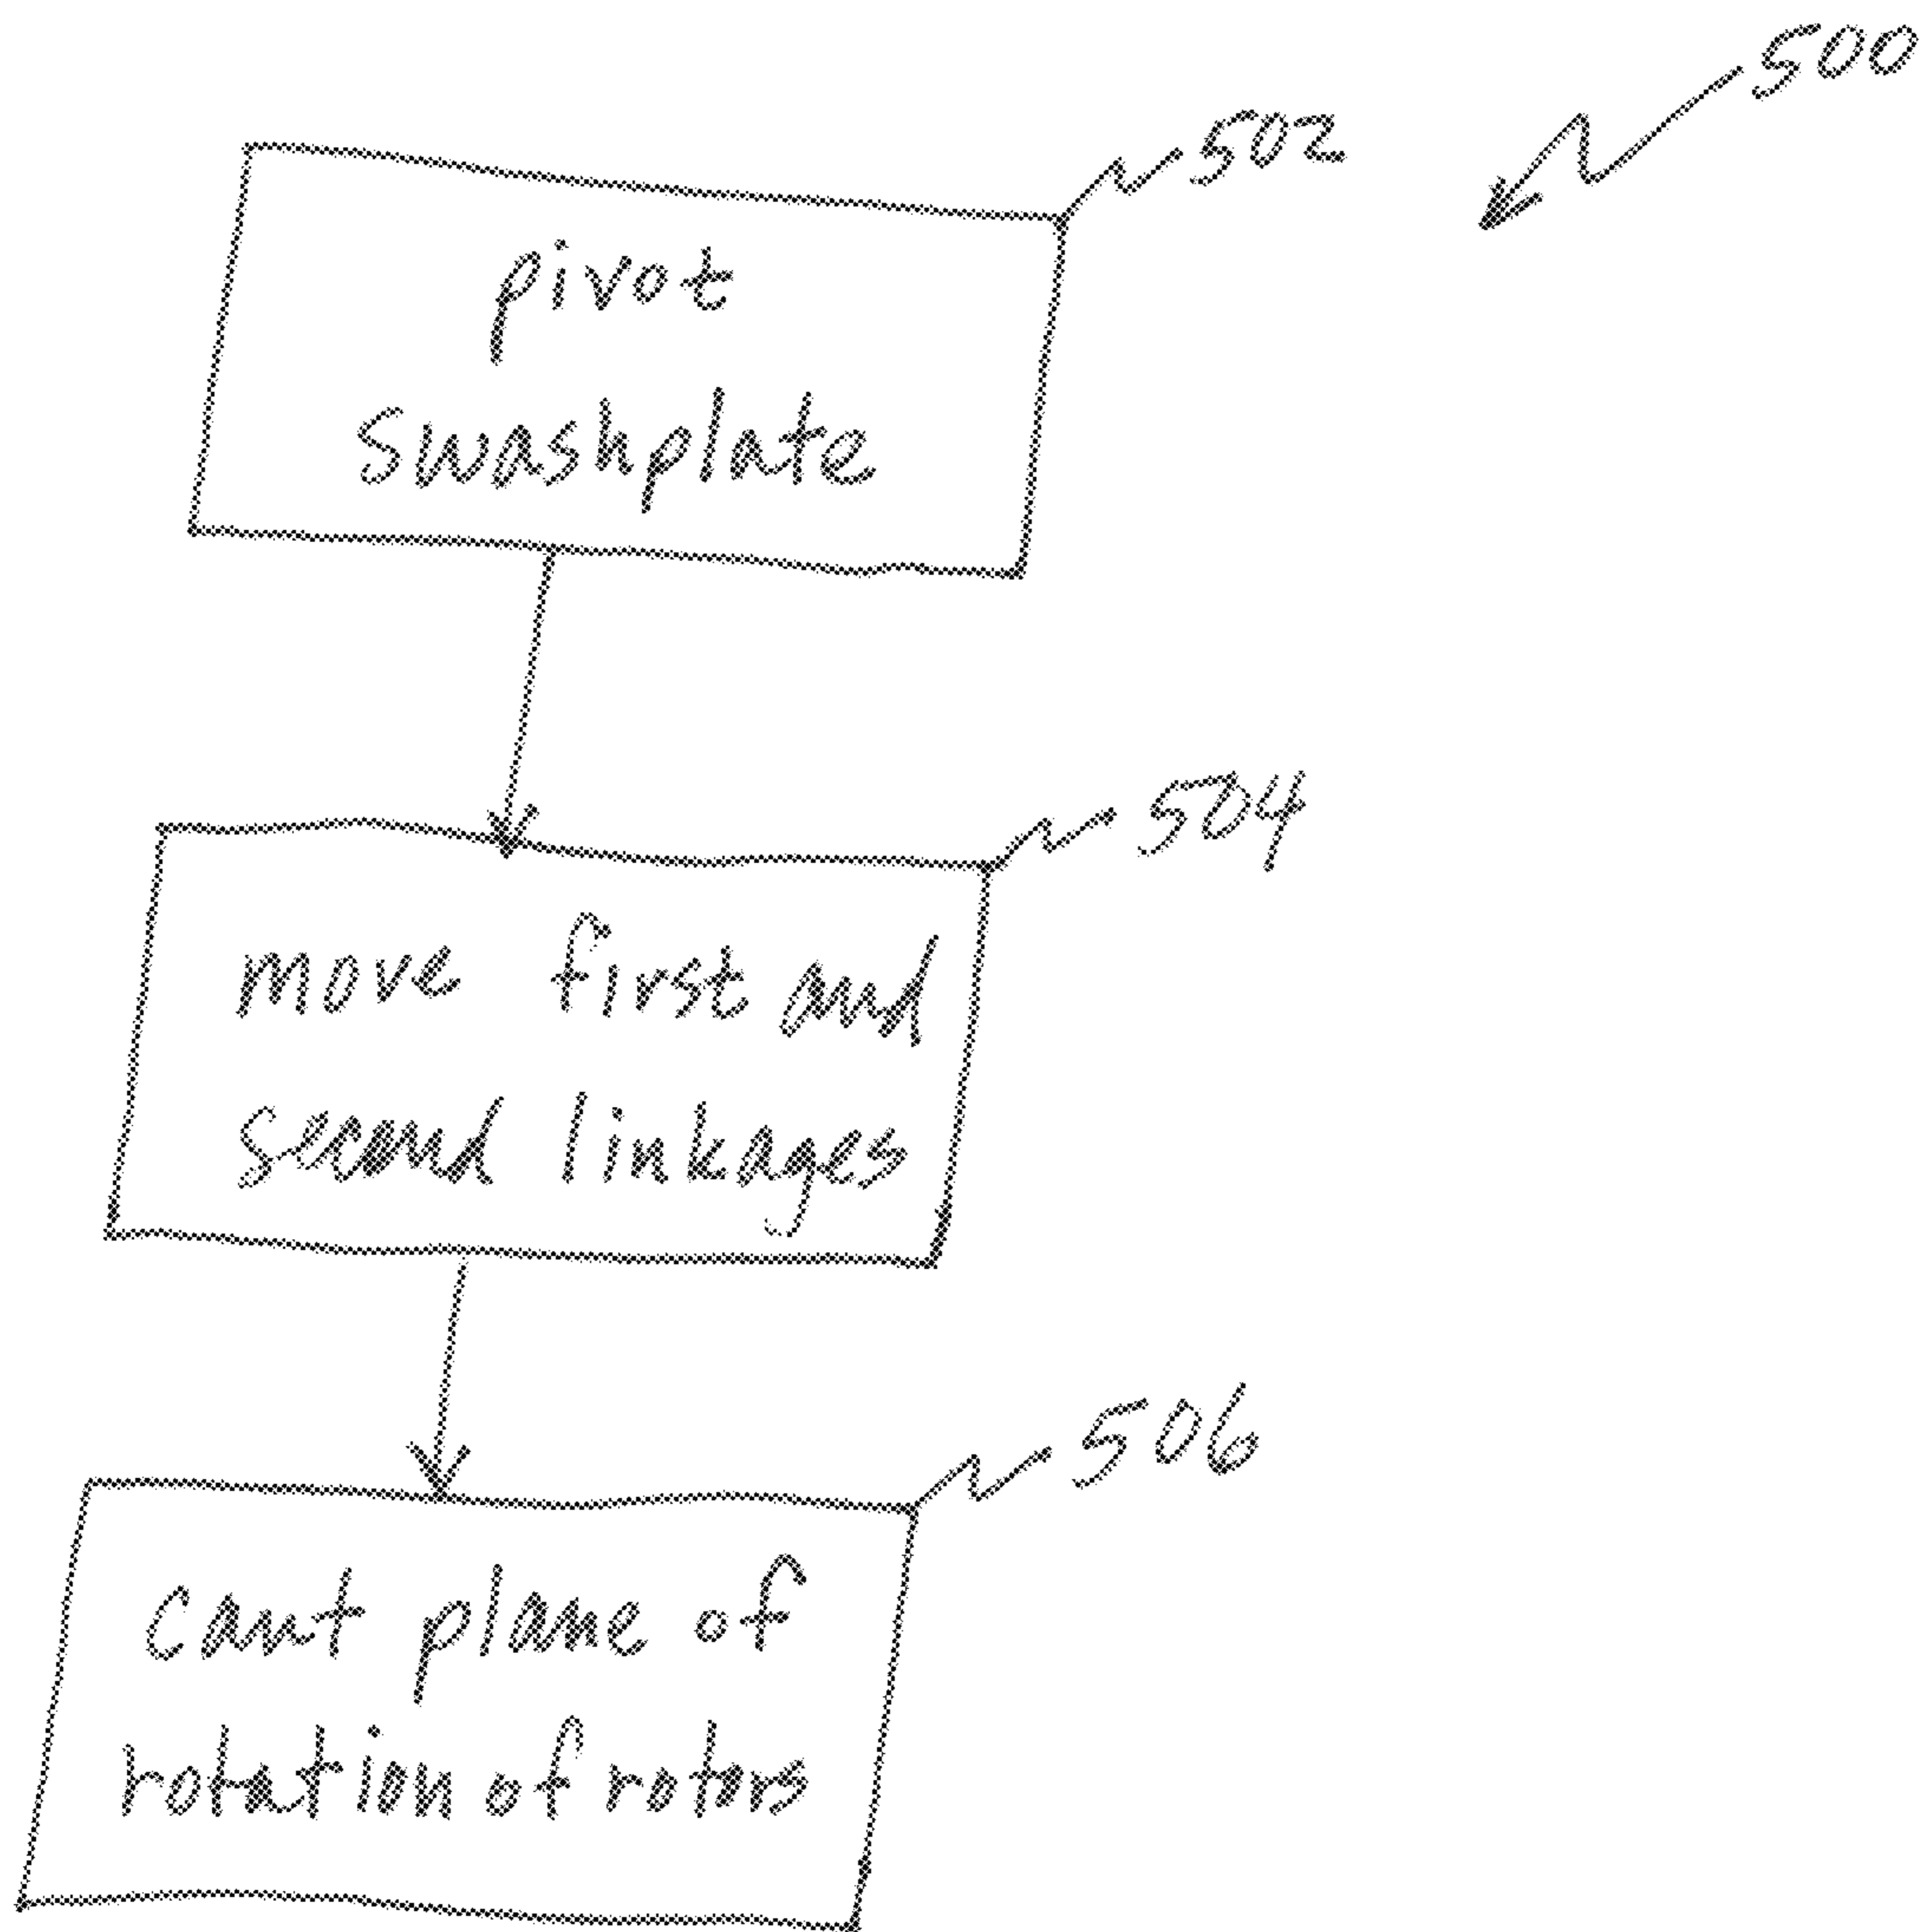 500
502
pivot
swashplate
504
move first and
second linkages
506
cant plane of
rotation of rotors